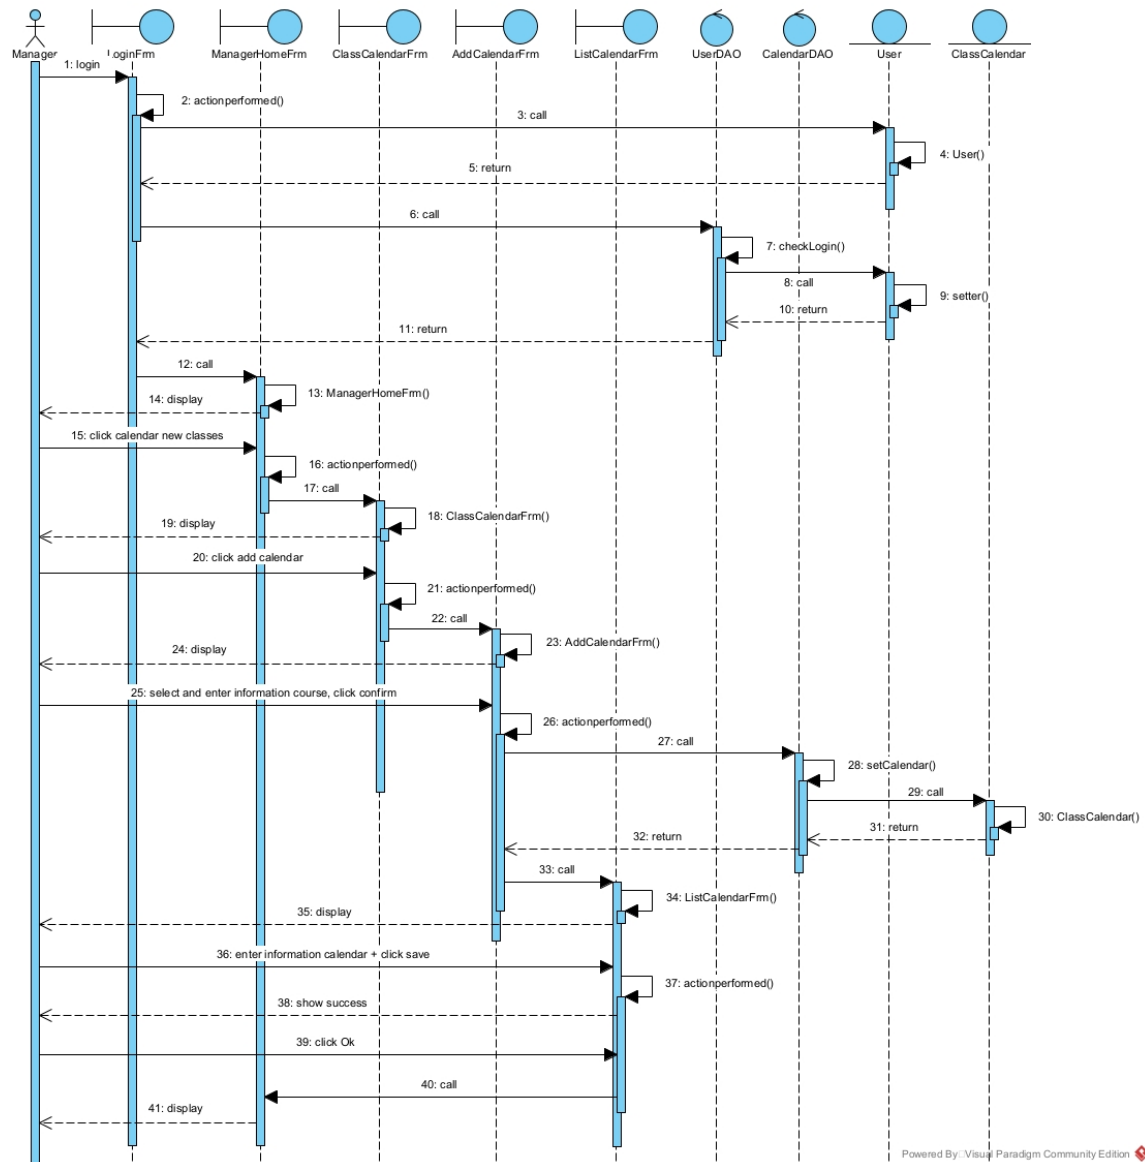 Manager
LoginFrm
ManagerHomeFrm
ClassCalendarFrm
AddCalendarFrm
ListCalendarFrm
UserDAO
CalendarDAO
User
ClassCalendar
1: login
2: actionperformed()
3: call
4: User()
5: return
6: call
7: checkLogin()
8: call
9: setter()
10: return
11: return
12: call
13: ManagerHomeFrm()
14: display
15: click calendar new classes
16: actionperformed()
17: call
18: ClassCalendarFrm()
19: display
20: click add calendar
21: actionperformed()
22: call
23: AddCalendarFrm()
24: display
25: select and enter information course, click confirm
26: actionperformed()
27: call
28: setCalendar()
29: call
30: ClassCalendar()
31: return
32: return
33: call
34: ListCalendarFrm()
35: display
36: enter information calendar + click save
37: actionperformed()
38: show success
39: click Ok
40: call
41: display
Powered By Visual Paradigm Community Edition